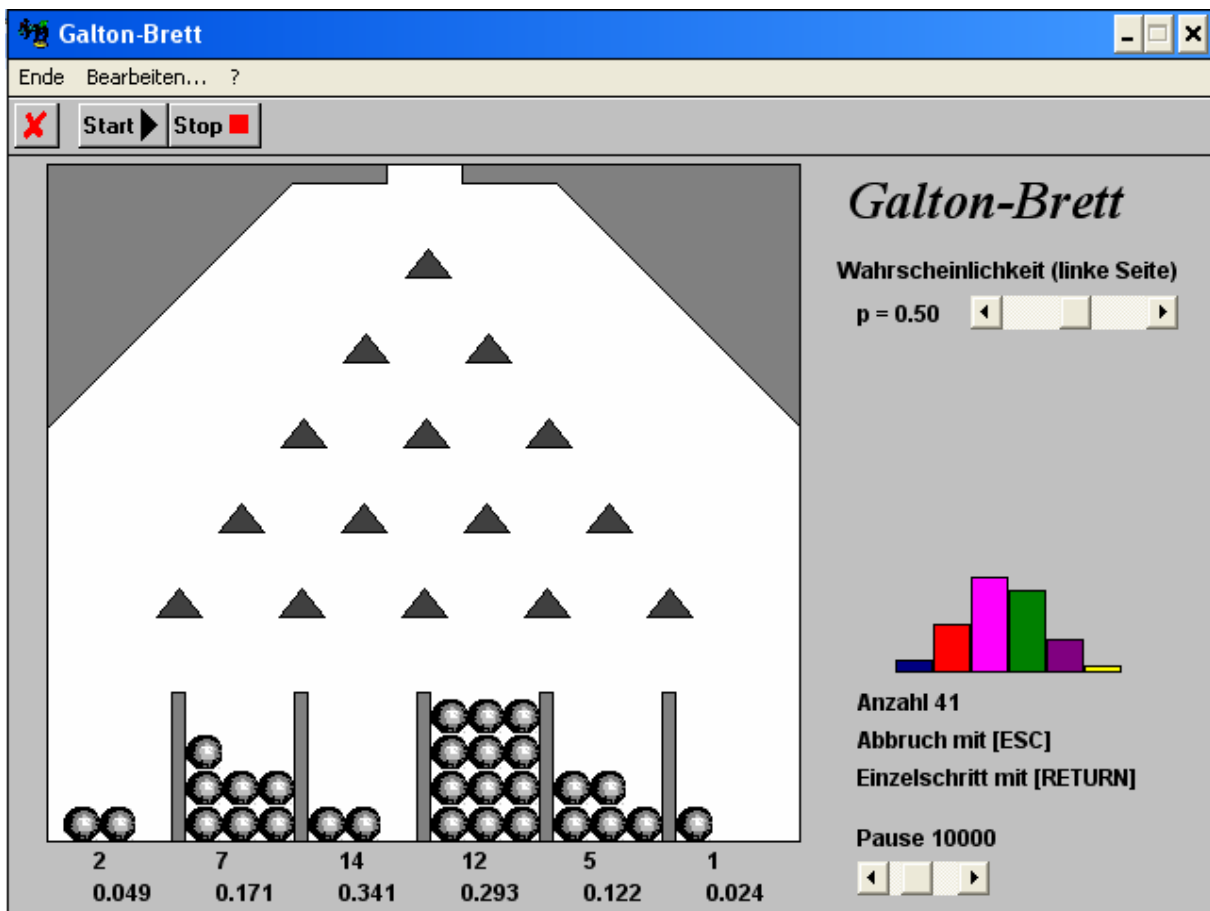 Galton-Brett
Ende Bearbeiten... ?
Start Stop
Galton-Brett
Wahrscheinlichkeit (linke Seite)
p = 0.50
Anzahl 41
Abbruch mit [ESC]
Einzelschritt mit [RETURN]
Pause 10000
2 7 14 12 5 1
0.049 0.171 0.341 0.293 0.122 0.024